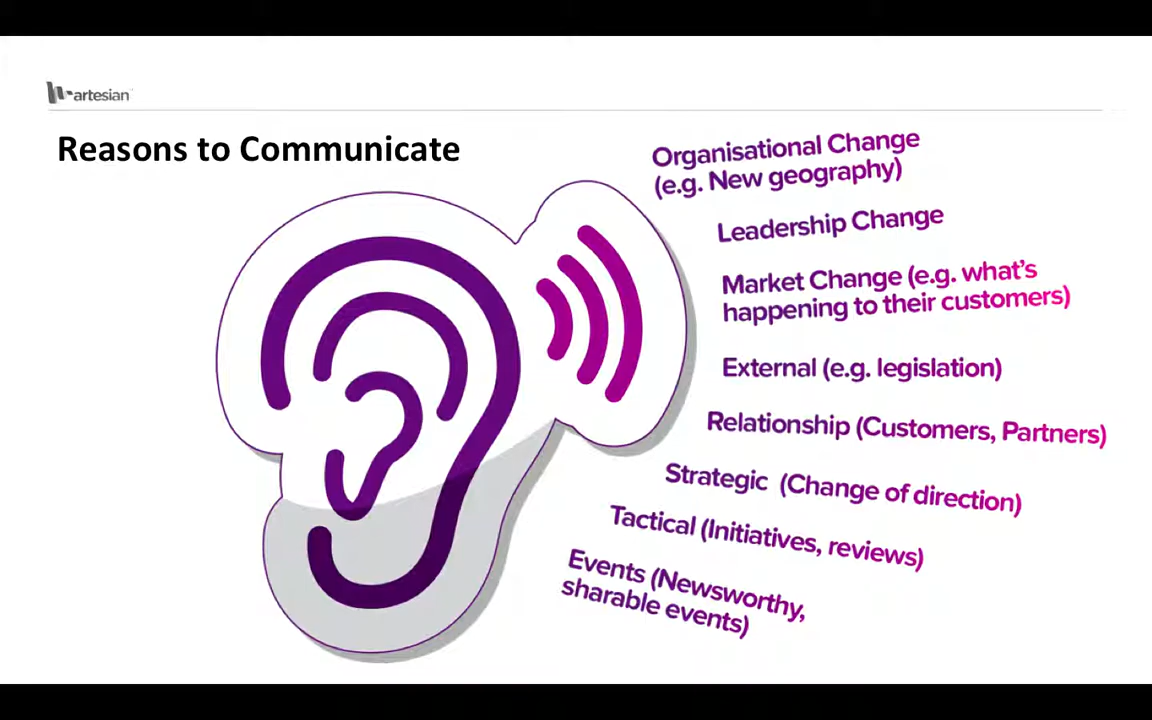 artesian
Reasons to Communicate
Organisational Change
(e.g. New geography)
Leadership Change
Market Change (e.g. what's
happening to their customers)
External (e.g. legislation)
Relationship (Customers, Partners)
Strategic (Change of direction)
Tactical (Initiatives, reviews)
Events (Newsworthy,
sharable events)